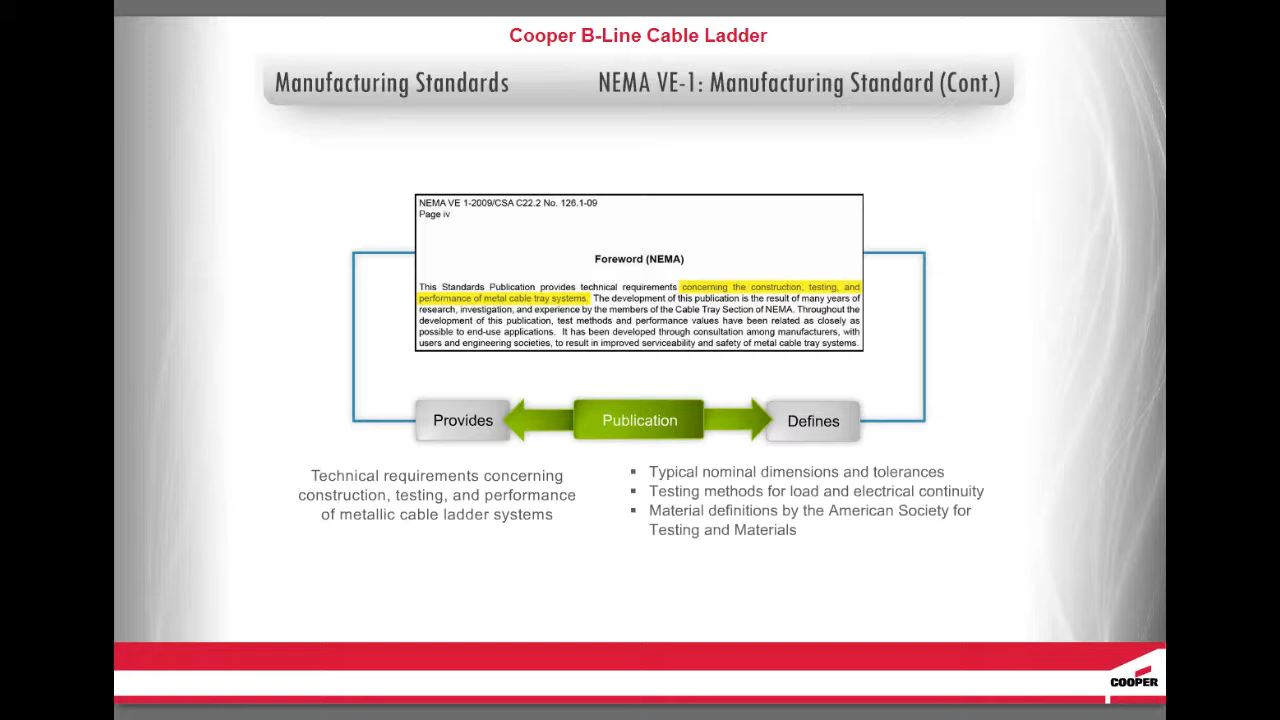 Cooper B-Line Cable Ladder
Manufacturing Standards
NEMA VE-1: Manufacturing Standard (Cont.)
NEMA VE 1-2009/CSA C22.2 No. 126.1-09
Page iv
Foreword (NEMA)
This Standards Publication provides technical requirements concerning the construction, testing, and
performance of metal cable tray systems. The development of this publication is the result of many years of
research, investigation, and experience by the members of the Cable Tray Section of NEMA. Throughout the
development of this publication, test methods and performance values have been related as closely as
possible to end-use applications. It has been developed through consultation among manufacturers, with
users and engineering societies, to result in improved serviceability and safety of metal cable tray systems.
Provides
Publication
Defines
Technical requirements concerning
construction, testing, and performance
of metallic cable ladder systems
▪ Typical nominal dimensions and tolerances
▪ Testing methods for load and electrical continuity
▪ Material definitions by the American Society for
Testing and Materials
COOPER